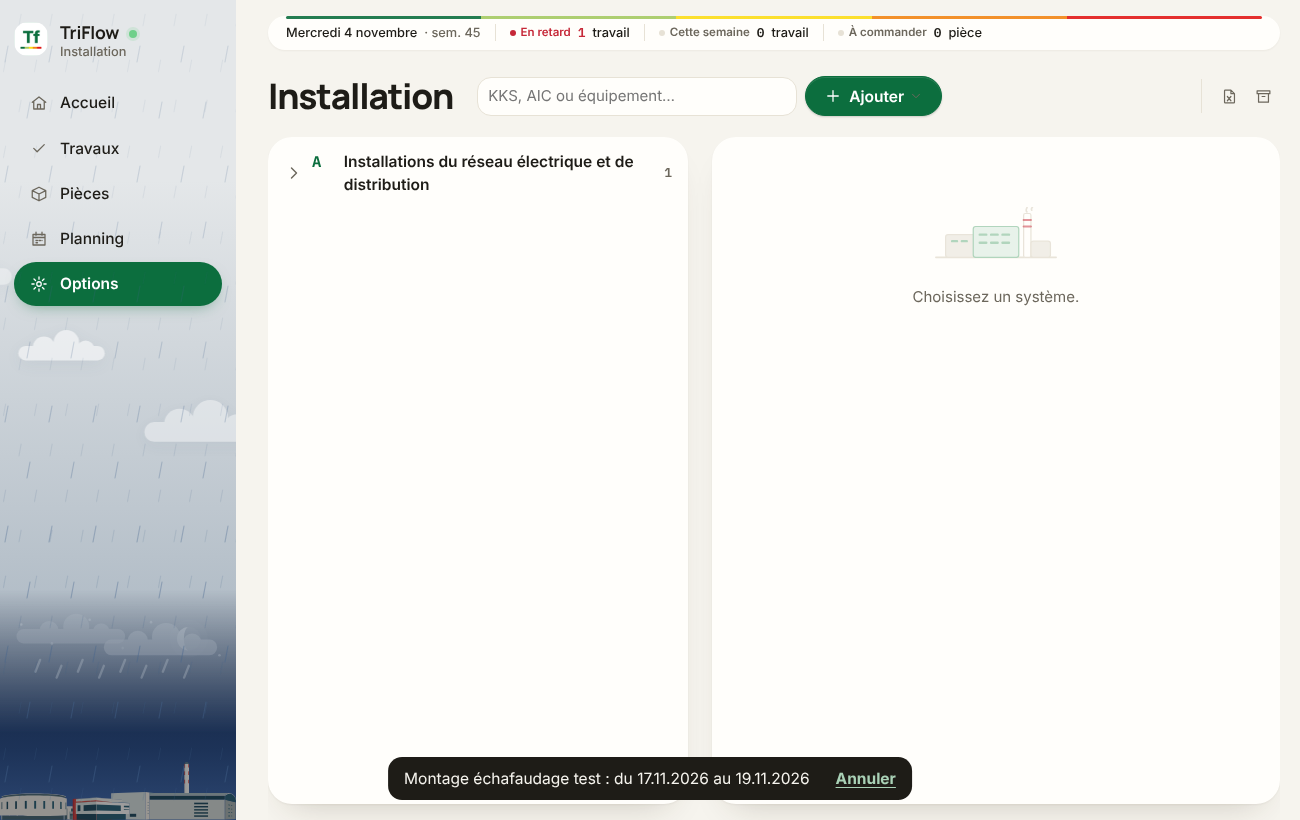 Tf
TriFlow
Installation
Accueil
Travaux
Pièces
Planning
Options
Mercredi 4 novembre · sem. 45
En retard 1 travail
Cette semaine 0 travail
À commander 0 pièce
Installation
KKS, AIC ou équipement...
Ajouter
A Installations du réseau électrique et de
distribution
1
Choisissez un système.
Montage échafaudage test : du 17.11.2026 au 19.11.2026 Annuler